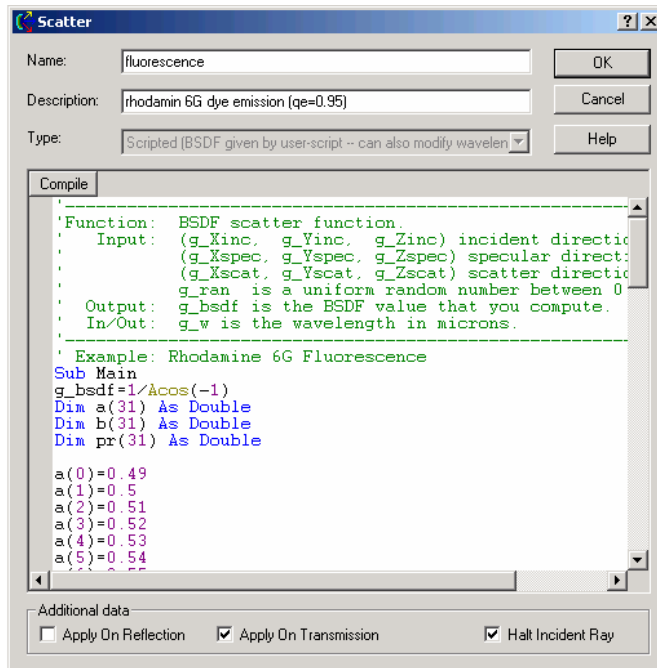 Scatter
Name:
fluorescence
OK
Description:
rhodamin 6G dye emission (qe=0.95)
Cancel
Type:
Scripted (BSDF given by user-script -- can also modify wavelen
Help
Compile
'-----------------------------------------------------------
'Function: BSDF scatter function.
' Input: (g_Xinc, g_Yinc, g_Zinc) incident directio
' (g_Xspec, g_Yspec, g_Zspec) specular directi
' (g_Xscat, g_Yscat, g_Zscat) scatter directio
' g_ran is a uniform random number between 0
' Output: g_bsdf is the BSDF value that you compute.
' In/Out: g_w is the wavelength in microns.
'-----------------------------------------------------------
' Example: Rhodamine 6G Fluorescence
Sub Main
g_bsdf=1/Acos(-1)
Dim a(31) As Double
Dim b(31) As Double
Dim pr(31) As Double
a(0)=0.49
a(1)=0.5
a(2)=0.51
a(3)=0.52
a(4)=0.53
a(5)=0.54
Additional data
Apply On Reflection
Apply On Transmission
Halt Incident Ray